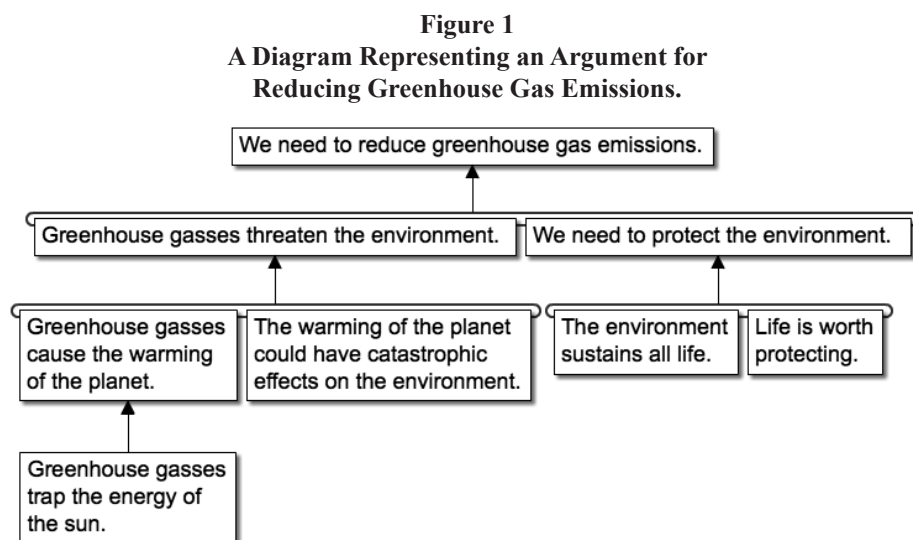 Figure 1
A Diagram Representing an Argument for
Reducing Greenhouse Gas Emissions.
We need to reduce greenhouse gas emissions.
Greenhouse gasses threaten the environment.
We need to protect the environment.
Greenhouse gasses
cause the warming
of the planet.
The warming of the planet
could have catastrophic
effects on the environment.
The environment
sustains all life.
Life is worth
protecting.
Greenhouse gasses
trap the energy of
the sun.